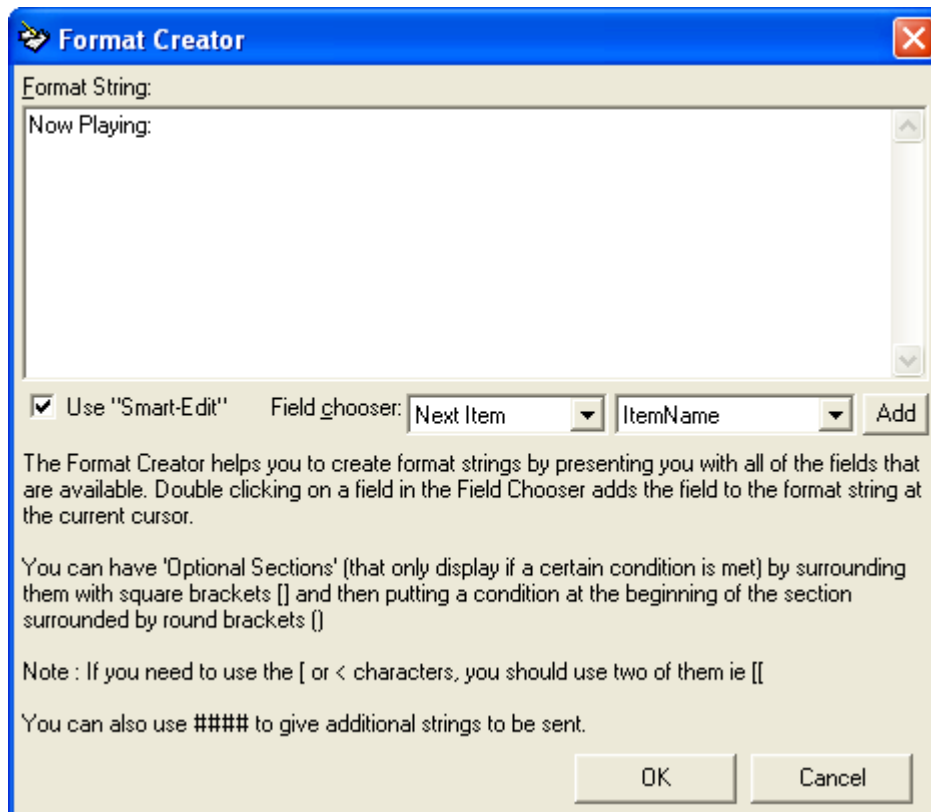 Format Creator
Format String:
Now Playing:
Use "Smart-Edit" Field chooser: Next Item ItemName Add
The Format Creator helps you to create format strings by presenting you with all of the fields that
are available. Double clicking on a field in the Field Chooser adds the field to the format string at
the current cursor.
You can have 'Optional Sections' (that only display if a certain condition is met) by surrounding
them with square brackets [] and then putting a condition at the beginning of the section
surrounded by round brackets ()
Note : If you need to use the [ or < characters, you should use two of them ie [[
You can also use #### to give additional strings to be sent.
OK Cancel